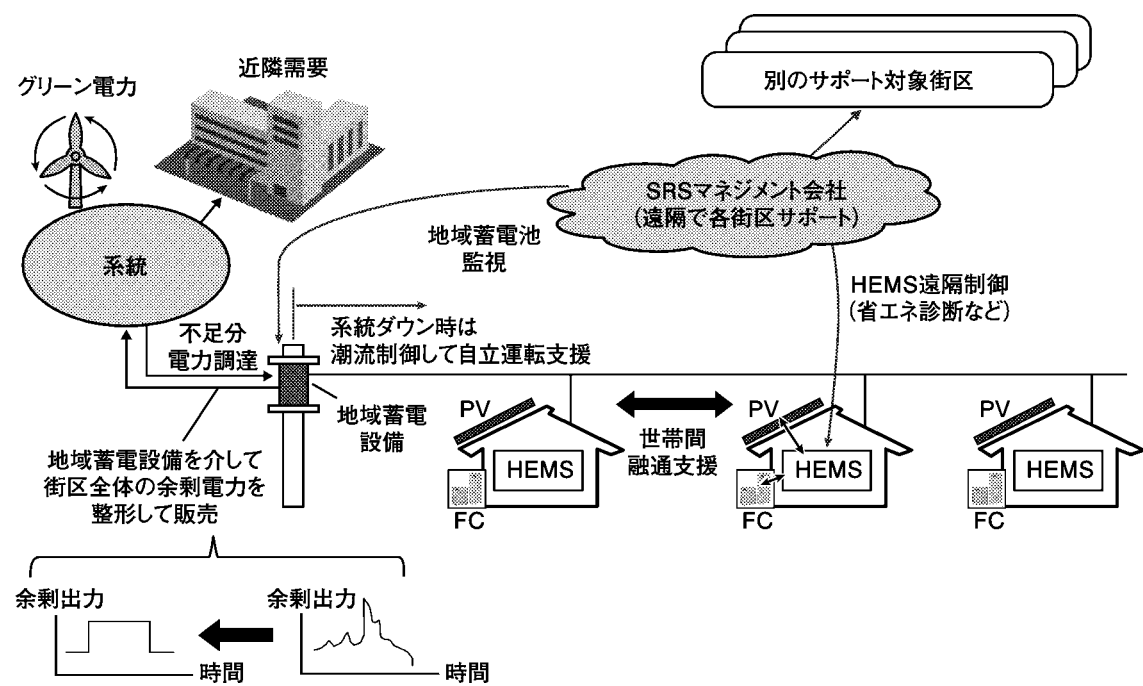 グリーン電力
近隣需要
別のサポート対象街区
SRSマネジメント会社
(遠隔で各街区サポート)
系統
地域蓄電池
監視
HEMS遠隔制御
(省エネ診断など)
不足分
電力調達
系統ダウン時は
潮流制御して自立運転支援
地域蓄電
設備
PV
HEMS
FC
世帯間
融通支援
PV
HEMS
FC
PV
HEMS
FC
地域蓄電設備を介して
街区全体の余剰電力を
整形して販売
余剰出力
時間
余剰出力
時間